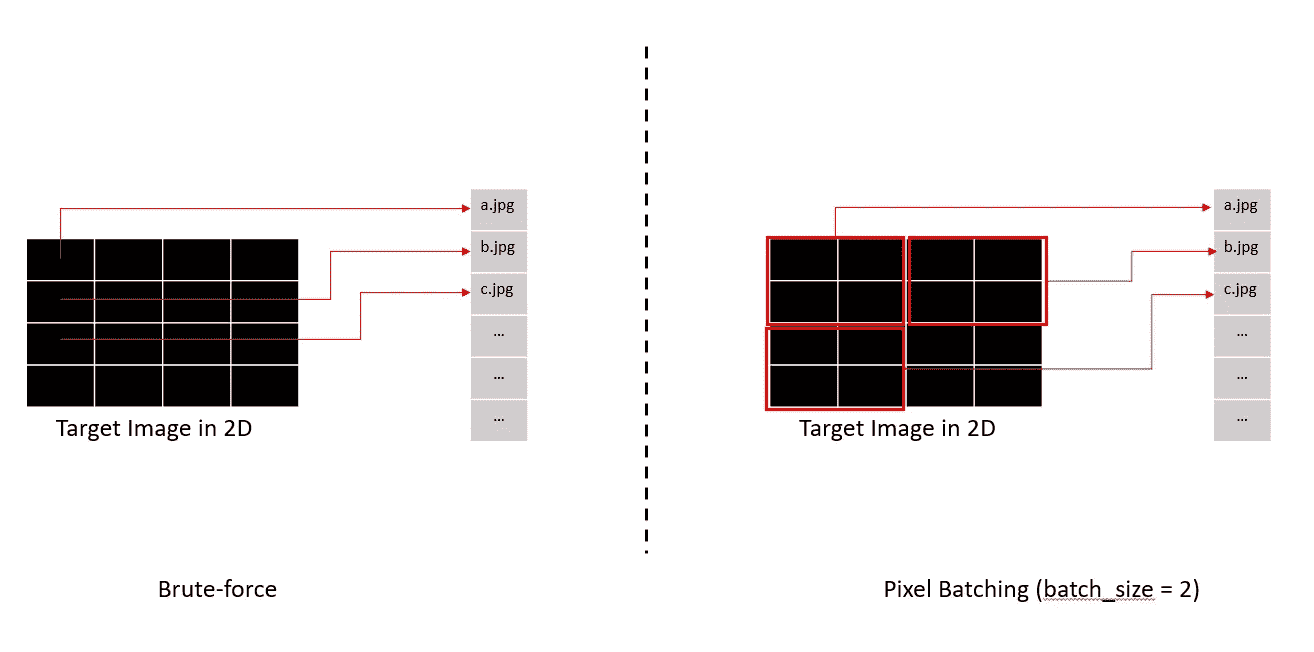 a.jpg
b.jpg
c.jpg
...
...
...
Target Image in 2D
Brute-force
a.jpg
b.jpg
c.jpg
...
...
...
Target Image in 2D
Pixel Batching (batch_size = 2)